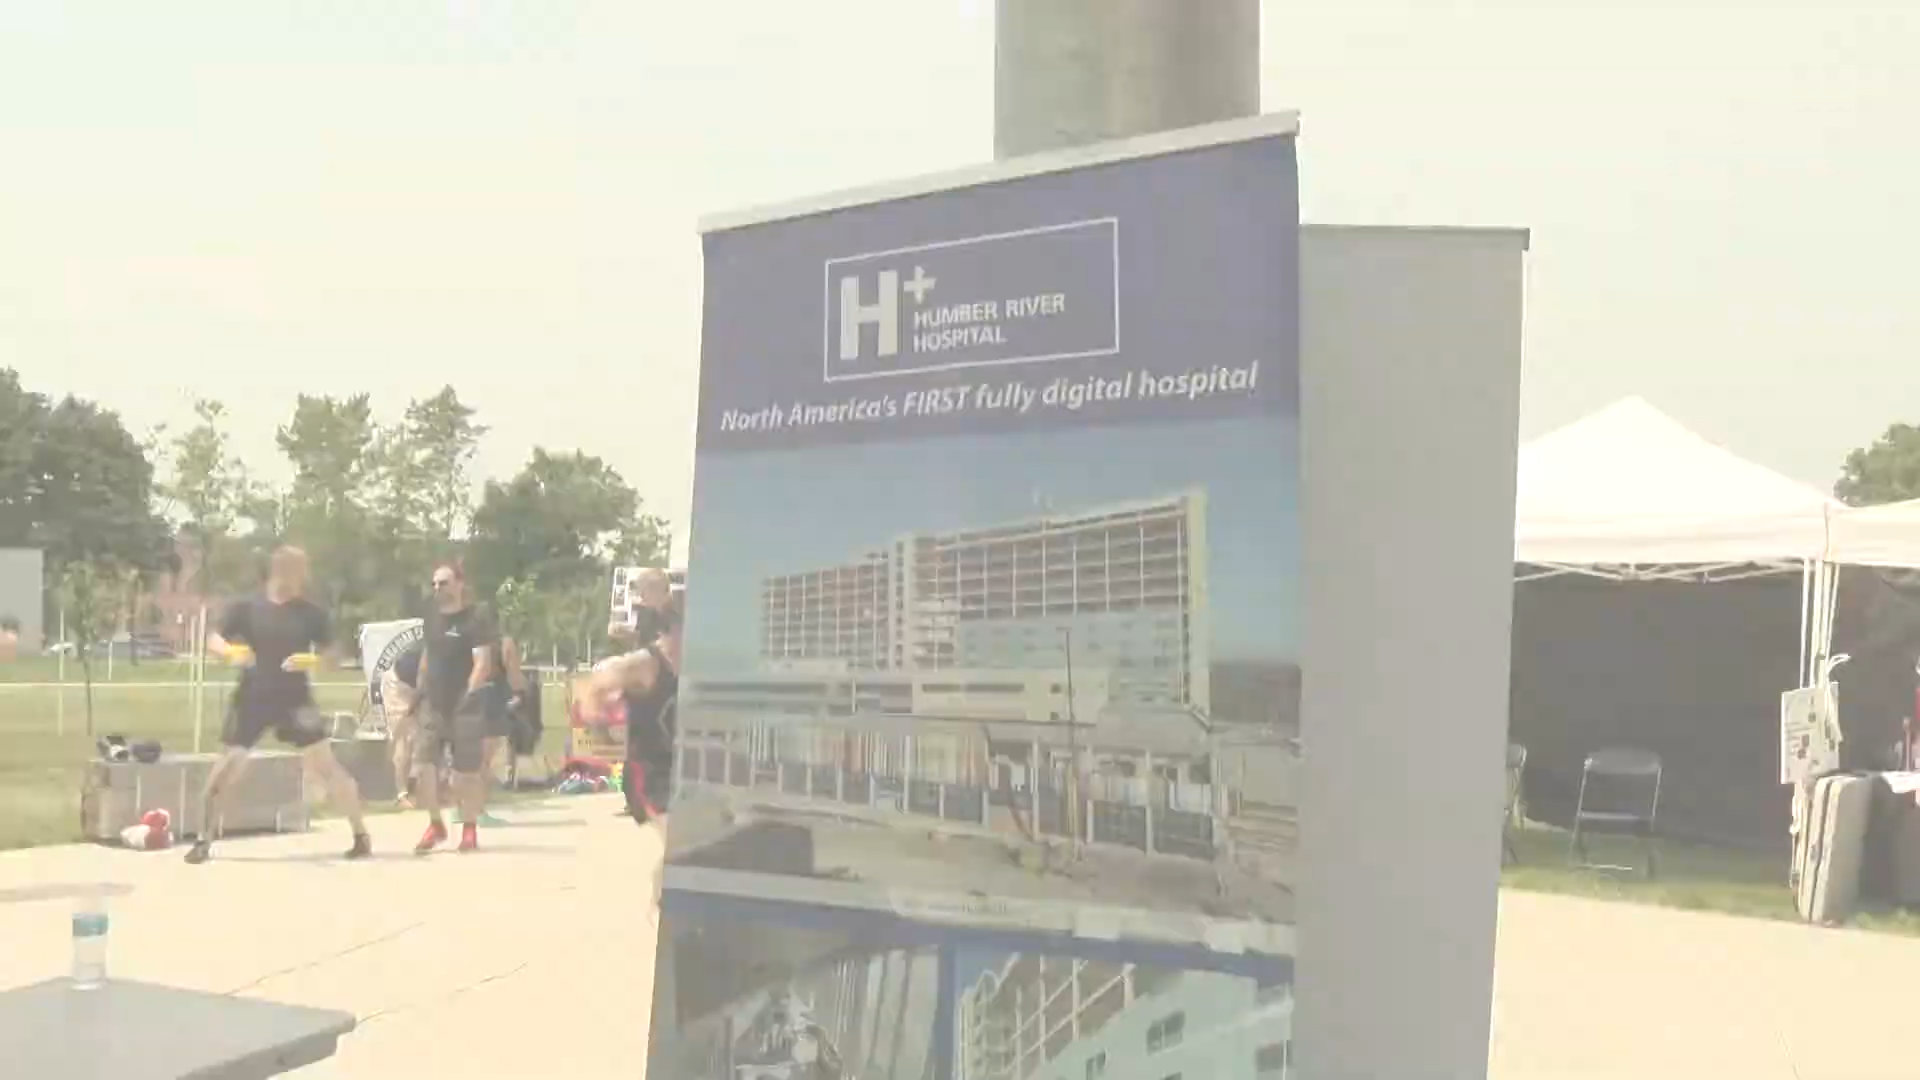 H+
HUMBER RIVER
HOSPITAL
North America's FIRST fully digital hospital